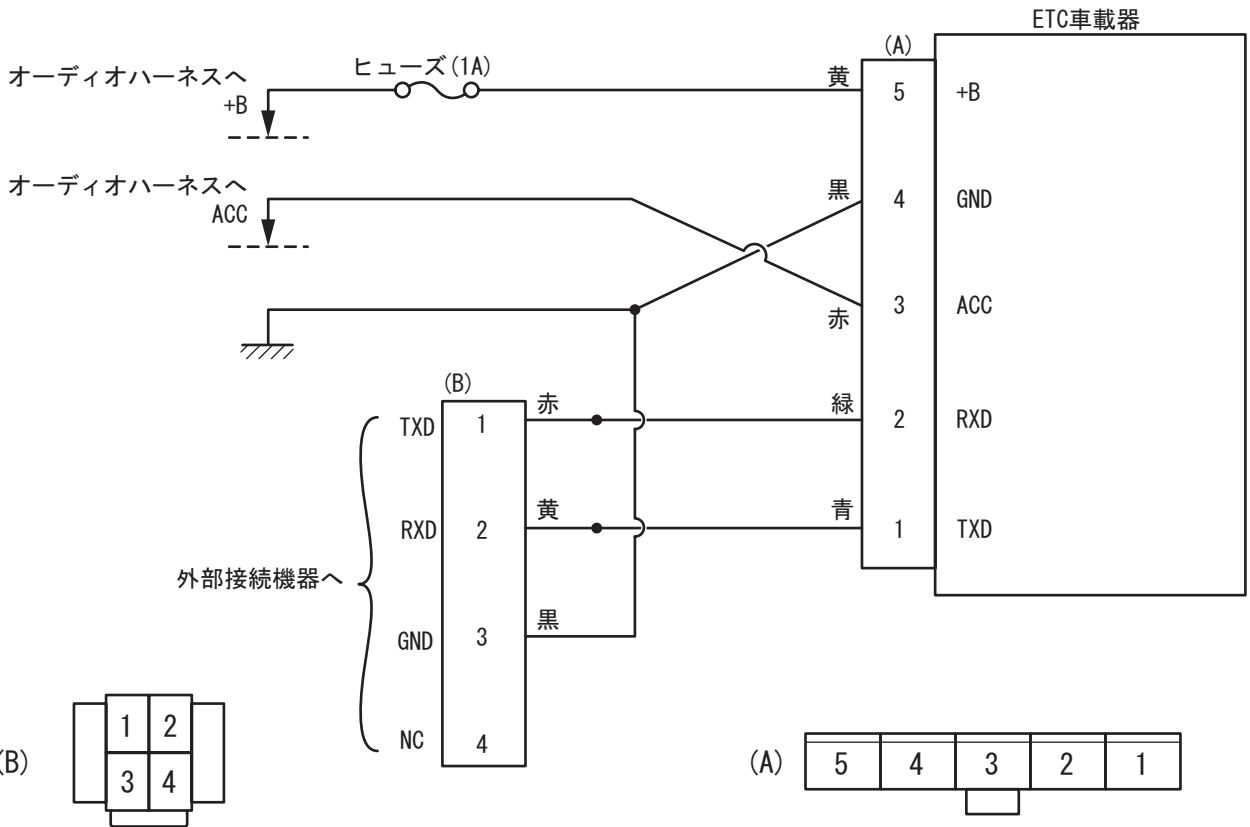 ETC車載器
オーディオハーネスへ
+B
ヒューズ(1A)
黄
(A)
5
+B
オーディオハーネスへ
ACC
黒
4
GND
赤
3
ACC
(B)
TXD
1
赤
緑
2
RXD
RXD
2
黄
青
1
TXD
外部接続機器へ
GND
3
黒
NC
4
(B)
1 2
3 4
(A)
5 4 3 2 1